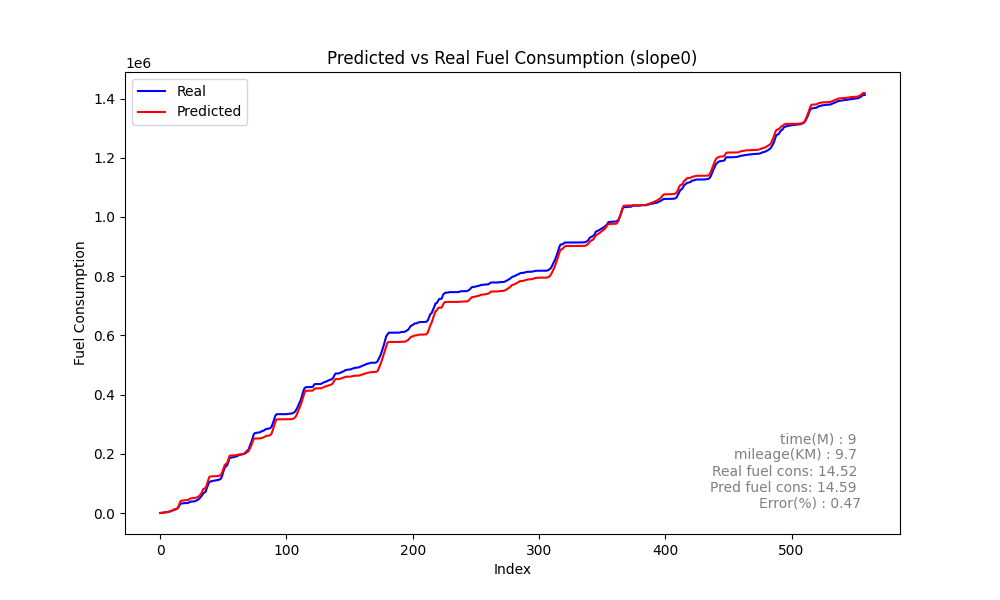 Predicted vs Real Fuel Consumption (slope0)
1e6
Real
Predicted
1.4
1.2
1.0
0.8
0.6
0.4
0.2
0.0
Fuel Consumption
time(M) : 9
mileage(KM) : 9.7
Real fuel cons: 14.52
Pred fuel cons: 14.59
Error(%) : 0.47
0 100 200 300 400 500
Index